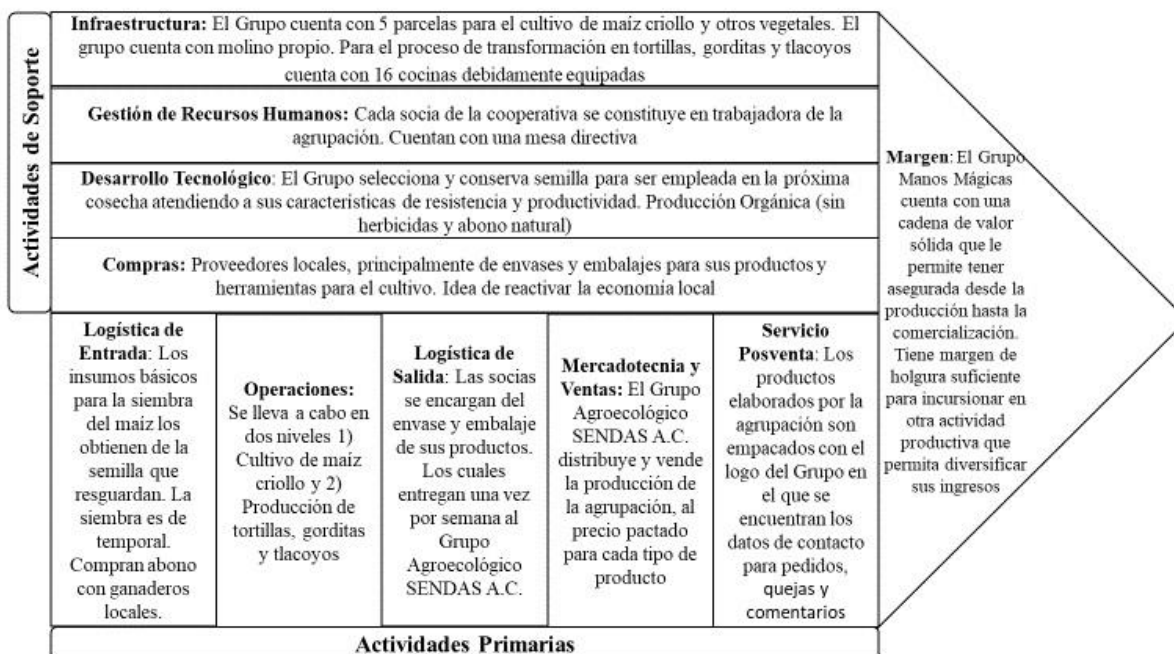 Actividades de Soporte
Infraestructura: El Grupo cuenta con 5 parcelas para el cultivo de maíz criollo y otros vegetales. El
grupo cuenta con molino propio. Para el proceso de transformación en tortillas, gorditas y tlacoyos
cuenta con 16 cocinas debidamente equipadas
Gestión de Recursos Humanos: Cada socia de la cooperativa se constituye en trabajadora de la
agrupación. Cuentan con una mesa directiva
Desarrollo Tecnológico: El Grupo selecciona y conserva semilla para ser empleada en la próxima
cosecha atendiendo a sus características de resistencia y productividad. Producción Orgánica (sin
herbicidas y abono natural)
Compras: Proveedores locales, principalmente de envases y embalajes para sus productos y
herramientas para el cultivo. Idea de reactivar la economía local
Logística de
Entrada: Los
insumos básicos
para la siembra
del maíz los
obtienen de la
semilla que
resguardan. La
siembra es de
temporal.
Compran abono
con ganaderos
locales.
Operaciones:
Se lleva a cabo en
dos niveles 1)
Cultivo de maíz
criollo y 2)
Producción de
tortillas, gorditas
y tlacoyos
Logística de
Salida: Las socias
se encargan del
envase y embalaje
de sus productos.
Los cuales
entregan una vez
por semana al
Grupo
Agroecológico
SENDAS A.C.
Mercadotecnia y
Ventas: El Grupo
Agroecológico
SENDAS A.C.
distribuye y vende
la producción de
la agrupación, al
precio pactado
para cada tipo de
producto
Servicio
Posventa: Los
productos
elaborados por la
agrupación son
empacados con el
logo del Grupo en
el que se
encuentran los
datos de contacto
para pedidos,
quejas y
comentarios
Margen: El Grupo
Manos Mágicas
cuenta con una
cadena de valor
sólida que le
permite tener
asegurada desde la
producción hasta la
comercialización.
Tiene margen de
holgura suficiente
para incursionar en
otra actividad
productiva que
permita diversificar
sus ingresos
Actividades Primarias